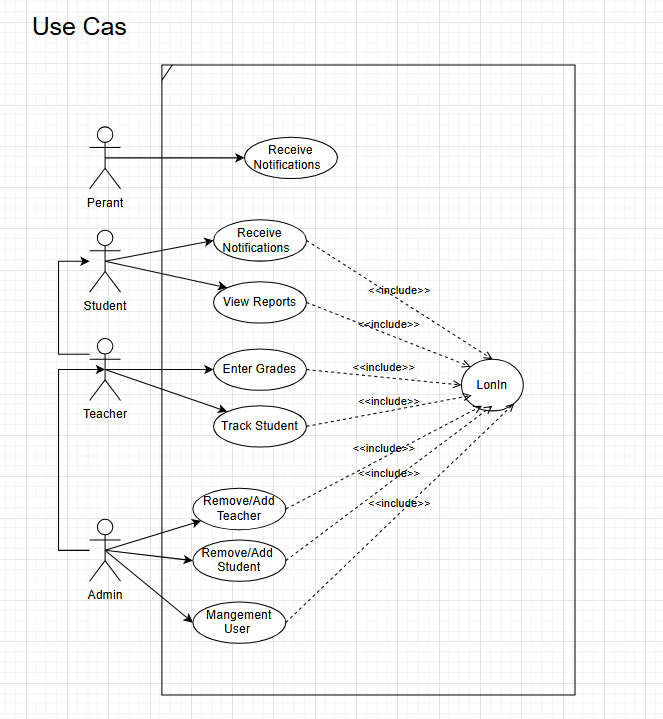 Use Cas
Receive
Notifications
Perant
Receive
Notifications
Student
<<include>>
View Reports
<<include>>
Enter Grades
<<include>>
LonIn
Teacher
<<include>>
Track Student
<<include>>
<<include>>
Remove/Add
Teacher
<<include>>
Remove/Add
Student
Admin
Mangement
User